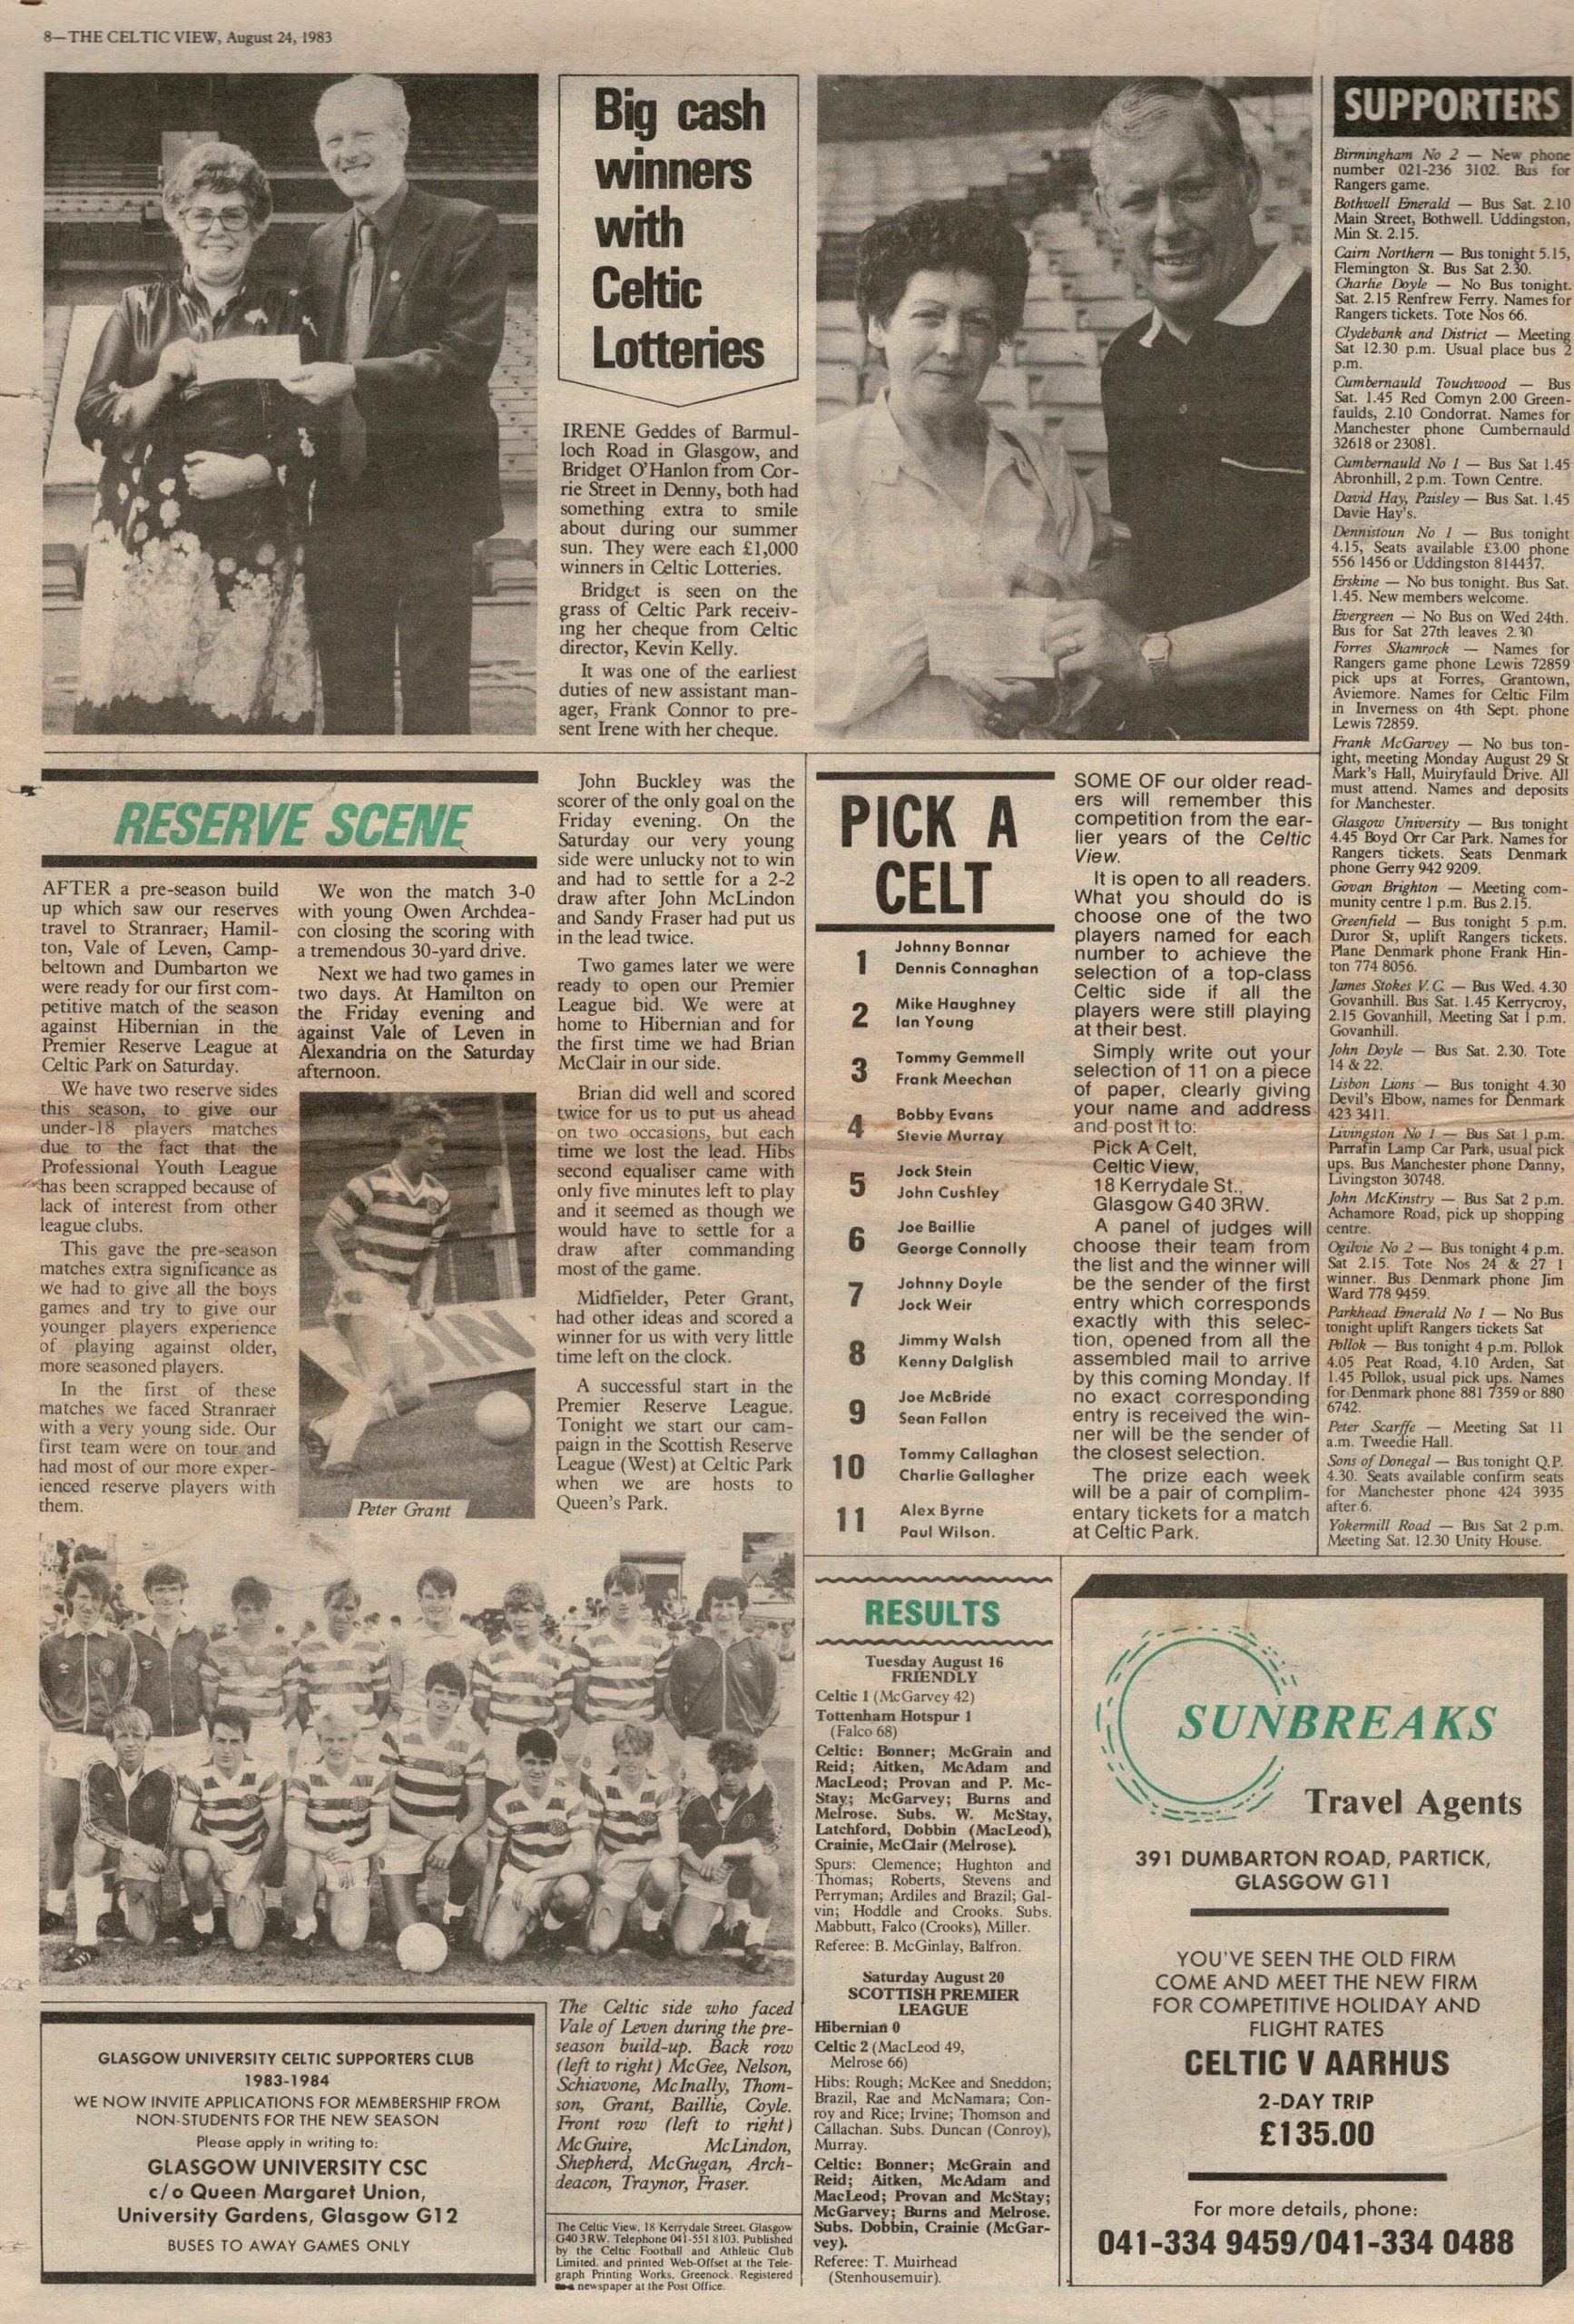 8—THE CELTIC VIEW, August 24, 1983
Big cash
winners
with
Celtic
Lotteries
IRENE Geddes of Barmul-
loch Road in Glasgow, and
Bridget O'Hanlon from Cor-
rie Street in Denny, both had
something extra to smile
about during our summer
sun. They were each £1,000
winners in Celtic Lotteries.
Bridget is seen on the
grass of Celtic Park receiv-
ing her cheque from Celtic
director, Kevin Kelly.
It was one of the earliest
duties of new assistant man-
ager, Frank Connor to pre-
sent Irene with her cheque.
RESERVE SCENE
AFTER a pre-season build
up which saw our reserves
travel to Stranraer, Hamil-
ton, Vale of Leven, Camp-
beltown and Dumbarton we
were ready for our first com-
petitive match of the season
against Hibernian in the
Premier Reserve League at
Celtic Park on Saturday.
We have two reserve sides
this season, to give our
under-18 players matches
due to the fact that the
Professional Youth League
has been scrapped because of
lack of interest from other
league clubs.
This gave the pre-season
matches extra significance as
we had to give all the boys
games and try to give our
younger players experience
of playing against older,
more seasoned players.
In the first of these
matches we faced Stranraer
with a very young side. Our
first team were on tour and
had most of our more exper-
ienced reserve players with
them.
We won the match 3-0
with young Owen Archdea-
con closing the scoring with
a tremendous 30-yard drive.
Next we had two games in
two days. At Hamilton on
the Friday evening and
against Vale of Leven in
Alexandria on the Saturday
afternoon.
Peter Grant
John Buckley was the
scorer of the only goal on the
Friday evening. On the
Saturday our very young
side were unlucky not to win
and had to settle for a 2-2
draw after John McLindon
and Sandy Fraser had put us
in the lead twice.
Two games later we were
ready to open our Premier
League bid. We were at
home to Hibernian and for
the first time we had Brian
McClair in our side.
Brian did well and scored
twice for us to put us ahead
on two occasions, but each
time we lost the lead. Hibs
second equaliser came with
only five minutes left to play
and it seemed as though we
would have to settle for a
draw after commanding
most of the game.
Midfielder, Peter Grant,
had other ideas and scored a
winner for us with very little
time left on the clock.
A successful start in the
Premier Reserve League.
Tonight we start our cam-
paign in the Scottish Reserve
League (West) at Celtic Park
when we are hosts to
Queen's Park.
The Celtic side who faced
Vale of Leven during the pre-
season build-up. Back row
(left to right) McGee, Nelson,
Schiavone, McInally, Thom-
son, Grant, Baillie, Coyle.
Front row (left to right)
McGuire, McLindon,
Shepherd, McGugan, Arch-
deacon, Traynor, Fraser.
The Celtic View, 18 Kerrydale Street, Glasgow
G40 3RW. Telephone 041-551 8103. Published
by the Celtic Football and Athletic Club
Limited, and printed Web-Offset at the Tele-
graph Printing Works, Greenock. Registered
newspaper at the Post Office.
GLASGOW UNIVERSITY CELTIC SUPPORTERS CLUB
1983-1984
WE NOW INVITE APPLICATIONS FOR MEMBERSHIP FROM
NON-STUDENTS FOR THE NEW SEASON
Please apply in writing to:
GLASGOW UNIVERSITY CSC
c/o Queen Margaret Union,
University Gardens, Glasgow G12
BUSES TO AWAY GAMES ONLY
PICK A
CELT
1 Johnny Bonnar
Dennis Connaghan
2 Mike Haughney
Ian Young
3 Tommy Gemmell
Frank Meechan
4 Bobby Evans
Stevie Murray
5 Jock Stein
John Cushley
6 Joe Baillie
George Connolly
7 Johnny Doyle
Jock Weir
8 Jimmy Walsh
Kenny Dalglish
9 Joe McBride
Sean Fallon
10 Tommy Callaghan
Charlie Gallagher
11 Alex Byrne
Paul Wilson.
SOME OF our older read-
ers will remember this
competition from the ear-
lier years of the Celtic
View.
It is open to all readers.
What you should do is
choose one of the two
players named for each
number to achieve the
selection of a top-class
Celtic side if all the
players were still playing
at their best.
Simply write out your
selection of 11 on a piece
of paper, clearly giving
your name and address
and post it to:
Pick A Celt,
Celtic View,
18 Kerrydale St.,
Glasgow G40 3RW.
A panel of judges will
choose their team from
the list and the winner will
be the sender of the first
entry which corresponds
exactly with this selec-
tion, opened from all the
assembled mail to arrive
by this coming Monday. If
no exact corresponding
entry is received the win-
ner will be the sender of
the closest selection.
The prize each week
will be a pair of complim-
entary tickets for a match
at Celtic Park.
RESULTS
Tuesday August 16
FRIENDLY
Celtic 1 (McGarvey 42)
Tottenham Hotspur 1
(Falco 68)
Celtic: Bonner; McGrain and
Reid; Aitken, McAdam and
MacLeod; Provan and P. Mc-
Stay; McGarvey; Burns and
Melrose. Subs. W. McStay,
Latchford, Dobbin (MacLeod),
Crainie, McClair (Melrose).
Spurs: Clemence; Hughton and
Thomas; Roberts, Stevens and
Perryman; Ardiles and Brazil; Gal-
vin; Hoddle and Crooks. Subs.
Mabbutt, Falco (Crooks), Miller.
Referee: B. McGinlay, Balfron.
Saturday August 20
SCOTTISH PREMIER
LEAGUE
Hibernian 0
Celtic 2 (MacLeod 49,
Melrose 66)
Hibs: Rough; McKee and Sneddon;
Brazil, Rae and McNamara; Con-
roy and Rice; Irvine; Thomson and
Callachan. Subs. Duncan (Conroy),
Murray.
Celtic: Bonner; McGrain and
Reid; Aitken, McAdam and
MacLeod; Provan and McStay;
McGarvey; Burns and Melrose.
Subs. Dobbin, Crainie (McGar-
vey).
Referee: T. Muirhead
(Stenhousemuir).
SUPPORTERS
Birmingham No 2 — New phone
number 021-236 3102. Bus for
Rangers game.
Bothwell Emerald — Bus Sat. 2.10
Main Street, Bothwell. Uddingston,
Min St. 2.15.
Cairn Northern — Bus tonight 5.15,
Flemington St. Bus Sat 2.30.
Charlie Doyle — No Bus tonight.
Sat. 2.15 Renfrew Ferry. Names for
Rangers tickets. Tote Nos 66.
Clydebank and District — Meeting
Sat 12.30 p.m. Usual place bus 2
p.m.
Cumbernauld Touchwood — Bus
Sat. 1.45 Red Comyn 2.00 Green-
faulds, 2.10 Condorrat. Names for
Manchester phone Cumbernauld
32618 or 23081.
Cumbernauld No 1 — Bus Sat 1.45
Abronhill, 2 p.m. Town Centre.
David Hay, Paisley — Bus Sat. 1.45
Davie Hay's.
Dennistoun No 1 — Bus tonight
4.15, Seats available £3.00 phone
556 1456 or Uddingston 814437.
Erskine — No bus tonight. Bus Sat.
1.45. New members welcome.
Evergreen — No Bus on Wed 24th.
Bus for Sat 27th leaves 2.30
Forres Shamrock — Names for
Rangers game phone Lewis 72859
pick ups at Forres, Grantown,
Aviemore. Names for Celtic Film
in Inverness on 4th Sept. phone
Lewis 72859.
Frank McGarvey — No bus ton-
ight, meeting Monday August 29 St
Mark's Hall, Muiryfauld Drive. All
must attend. Names and deposits
for Manchester.
Glasgow University — Bus tonight
4.45 Boyd Orr Car Park. Names for
Rangers tickets. Seats Denmark
phone Gerry 942 9209.
Govan Brighton — Meeting com-
munity centre 1 p.m. Bus 2.15.
Greenfield — Bus tonight 5 p.m.
Duror St, uplift Rangers tickets.
Plane Denmark phone Frank Hin-
ton 774 8056.
James Stokes V.C. — Bus Wed. 4.30
Govanhill. Bus Sat. 1.45 Kerrycroy,
2.15 Govanhill, Meeting Sat 1 p.m.
Govanhill.
John Doyle — Bus Sat. 2.30. Tote
14 & 22.
Lisbon Lions — Bus tonight 4.30
Devil's Elbow, names for Denmark
423 3411.
Livingston No 1 — Bus Sat 1 p.m.
Parrafin Lamp Car Park, usual pick
ups. Bus Manchester phone Danny,
Livingston 30748.
John McKinstry — Bus Sat 2 p.m.
Achamore Road, pick up shopping
centre.
Ogilvie No 2 — Bus tonight 4 p.m.
Sat 2.15. Tote Nos 24 & 27 1
winner. Bus Denmark phone Jim
Ward 778 9459.
Parkhead Emerald No 1 — No Bus
tonight uplift Rangers tickets Sat
Pollok — Bus tonight 4 p.m. Pollok
4.05 Peat Road, 4.10 Arden, Sat
1.45 Pollok, usual pick ups. Names
for Denmark phone 881 7359 or 880
6742.
Peter Scarffe — Meeting Sat 11
a.m. Tweedie Hall.
Sons of Donegal — Bus tonight Q.P.
4.30. Seats available confirm seats
for Manchester phone 424 3935
after 6.
Yokermill Road — Bus Sat 2 p.m.
Meeting Sat. 12.30 Unity House.
SUNBREAKS
Travel Agents
391 DUMBARTON ROAD, PARTICK,
GLASGOW G11
YOU'VE SEEN THE OLD FIRM
COME AND MEET THE NEW FIRM
FOR COMPETITIVE HOLIDAY AND
FLIGHT RATES
CELTIC V AARHUS
2-DAY TRIP
£135.00
For more details, phone:
041-334 9459/041-334 0488